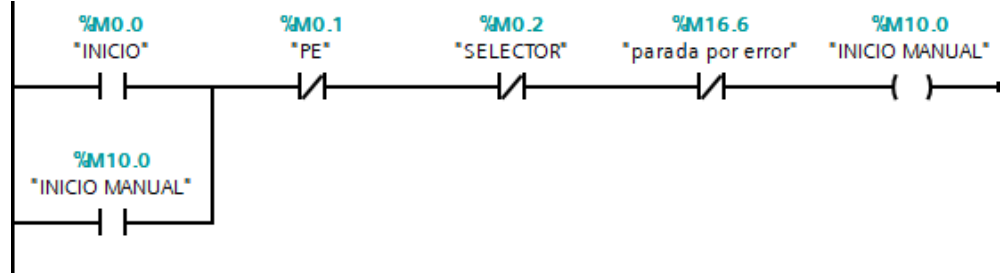 %M0.0 %M0.1 %M0.2 %M16.6 %M10.0
"INICIO" "PE" "SELECTOR" "parada por error" "INICIO MANUAL"
%M10.0
"INICIO MANUAL"